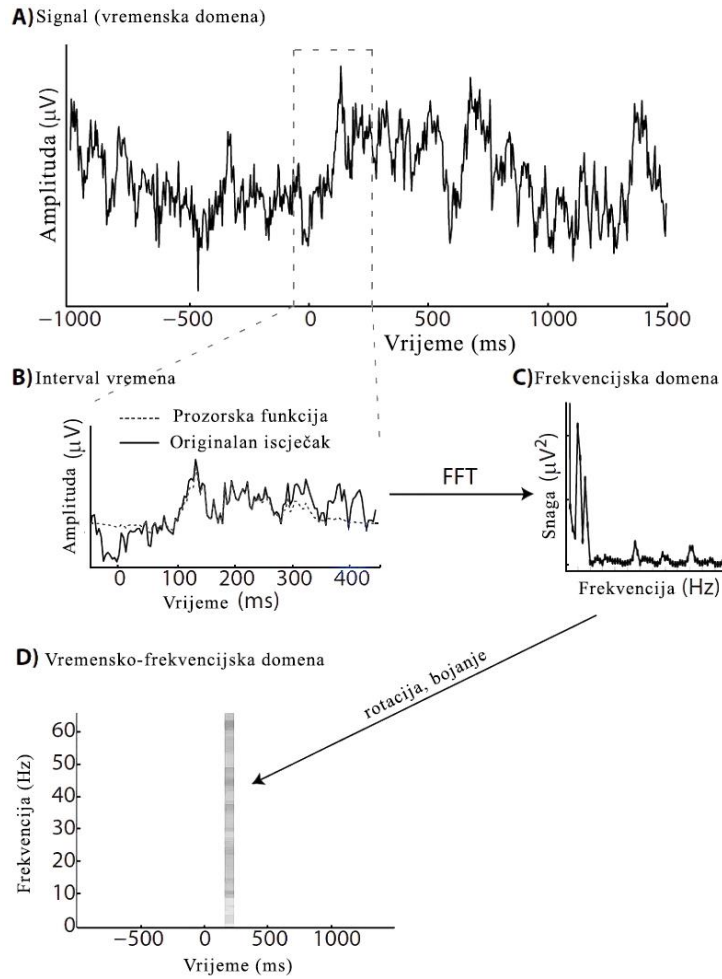 A) Signal (vremenska domena)
Amplituda (μV)
−1000 −500 0 500 1000 1500
Vrijeme (ms)
B) Interval vremena
Prozorska funkcija
Originalan iscječak
Amplituda (μV)
0 100 200 300 400
Vrijeme (ms)
FFT
C) Frekvencijska domena
Snaga (μV²)
Frekvencija (Hz)
rotacija, bojanje
D) Vremensko-frekvencijska domena
Frekvencija (Hz)
60
50
40
30
20
10
0
−500 0 500 1000
Vrijeme (ms)